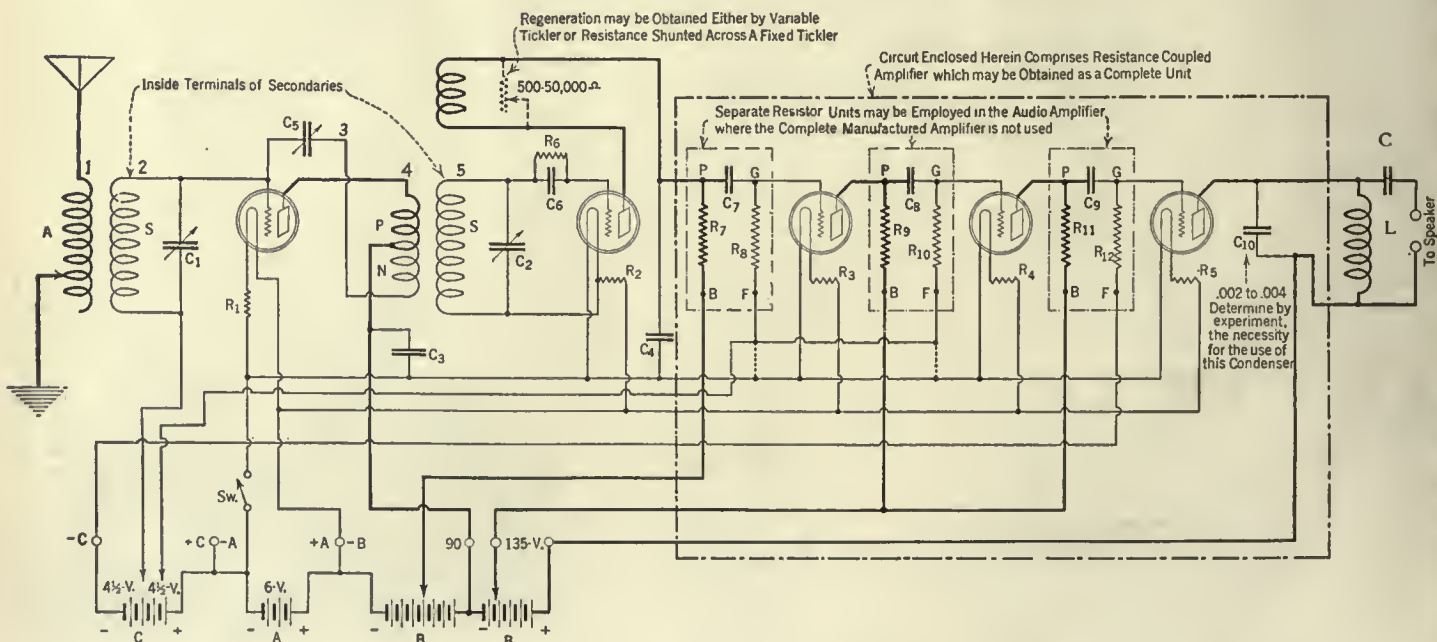 Regeneration may be Obtained Either by Variable
Tickler or Resistance Shunted Across A Fixed Tickler
Circuit Enclosed Herein Comprises Resistance Coupled
Amplifier which may be Obtained as a Complete Unit
Inside Terminals of Secondaries
500-50,000 Ω
Separate Resistor Units may be Employed in the Audio Amplifier
where the Complete Manufactured Amplifier is not used
A
1
2
S
C1
C5
3
4
P
N
5
S
C2
R6
C6
R1
R2
C3
C4
P
C7
G
R7
R8
B
F
R3
P
C8
G
R9
R10
B
F
R4
P
C9
G
R11
R12
B
F
R5
C10
.002 to .004
Determine by
experiment,
the necessity
for the use of
this Condenser
C
L
To Speaker
Sw.
-C
+C
-A
+A
-B
90
135-V.
4½-V.
4½-V.
6-V.
-
C
+
-
A
+
-
B
-
B
+